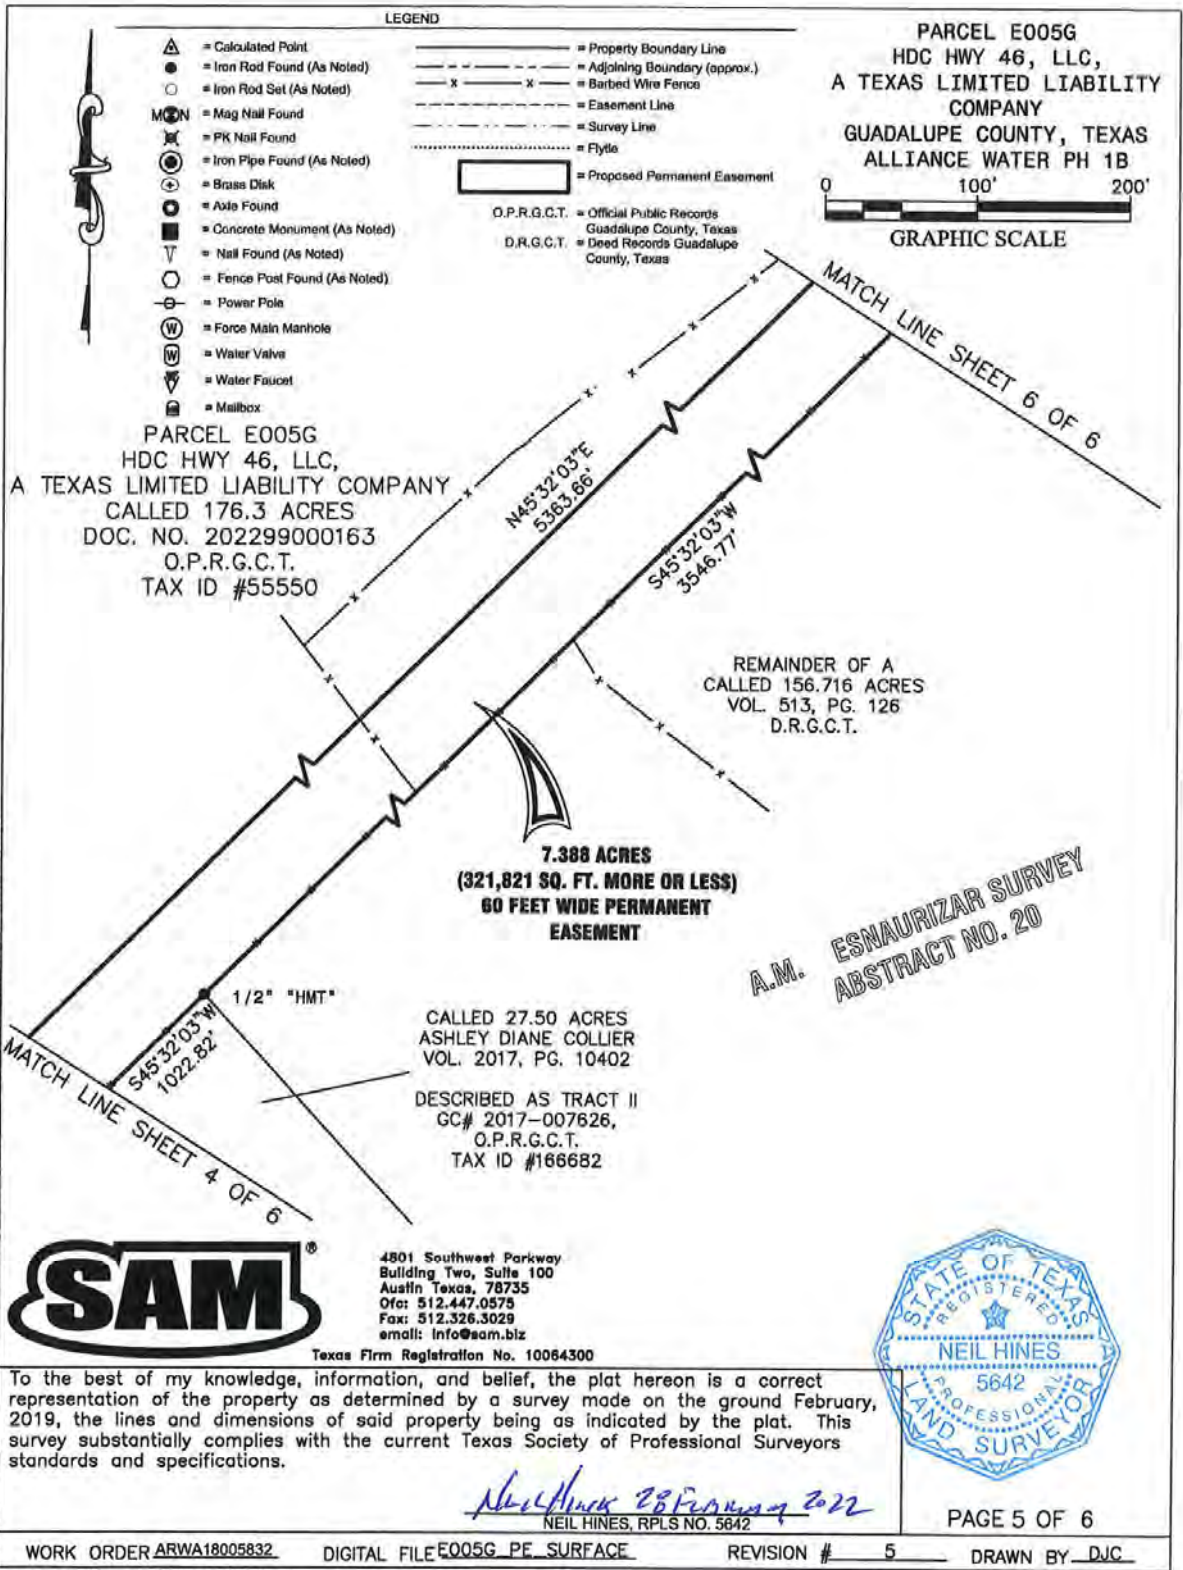 LEGEND
= Calculated Point
= Iron Rod Found (As Noted)
= Iron Rod Set (As Noted)
M N = Mag Nail Found
= PK Nail Found
= Iron Pipe Found (As Noted)
= Brass Disk
= Axle Found
= Concrete Monument (As Noted)
= Nail Found (As Noted)
= Fence Post Found (As Noted)
= Power Pole
W = Force Main Manhole
W = Water Valve
= Water Faucet
= Mailbox
= Property Boundary Line
= Adjoining Boundary (approx.)
x x = Barbed Wire Fence
= Easement Line
= Survey Line
= Flytie
= Proposed Permanent Easement
O.P.R.G.C.T. = Official Public Records
Guadalupe County, Texas
D.R.G.C.T. = Deed Records Guadalupe
County, Texas
PARCEL E005G
HDC HWY 46, LLC,
A TEXAS LIMITED LIABILITY
COMPANY
GUADALUPE COUNTY, TEXAS
ALLIANCE WATER PH 1B
0 100' 200'
GRAPHIC SCALE
MATCH LINE SHEET 6 OF 6
PARCEL E005G
HDC HWY 46, LLC,
A TEXAS LIMITED LIABILITY COMPANY
CALLED 176.3 ACRES
DOC. NO. 202299000163
O.P.R.G.C.T.
TAX ID #55550
N45°32'03"E
5363.66'
S45°32'03"W
3546.77'
REMAINDER OF A
CALLED 156.716 ACRES
VOL. 513, PG. 126
D.R.G.C.T.
7.388 ACRES
(321,821 SQ. FT. MORE OR LESS)
60 FEET WIDE PERMANENT
EASEMENT
A.M. ESNAURIZAR SURVEY
ABSTRACT NO. 20
1/2" "HMT"
S45°32'03"W
1022.82'
MATCH LINE SHEET 4 OF 6
CALLED 27.50 ACRES
ASHLEY DIANE COLLIER
VOL. 2017, PG. 10402
DESCRIBED AS TRACT II
GC# 2017-007626,
O.P.R.G.C.T.
TAX ID #166682
SAM®
4801 Southwest Parkway
Building Two, Suite 100
Austin Texas, 78735
Ofc: 512.447.0575
Fax: 512.326.3029
email: info@sam.biz
Texas Firm Registration No. 10064300
STATE OF TEXAS
REGISTERED
NEIL HINES
5642
PROFESSIONAL
LAND SURVEYOR
To the best of my knowledge, information, and belief, the plat hereon is a correct
representation of the property as determined by a survey made on the ground February,
2019, the lines and dimensions of said property being as indicated by the plat. This
survey substantially complies with the current Texas Society of Professional Surveyors
standards and specifications.
Neil Hines 28 February 2022
NEIL HINES, RPLS NO. 5642
PAGE 5 OF 6
WORK ORDER ARWA18005832 DIGITAL FILE E005G_PE_SURFACE REVISION # 5 DRAWN BY DJC